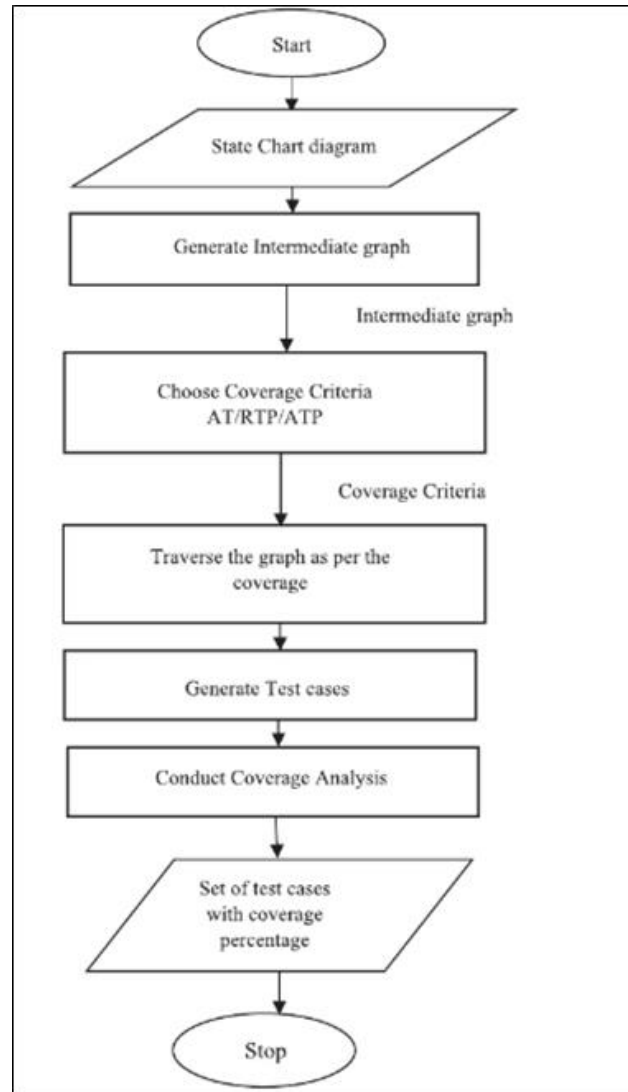 Start
State Chart diagram
Generate Intermediate graph
Intermediate graph
Choose Coverage Criteria
AT/RTP/ATP
Coverage Criteria
Traverse the graph as per the
coverage
Generate Test cases
Conduct Coverage Analysis
Set of test cases
with coverage
percentage
Stop